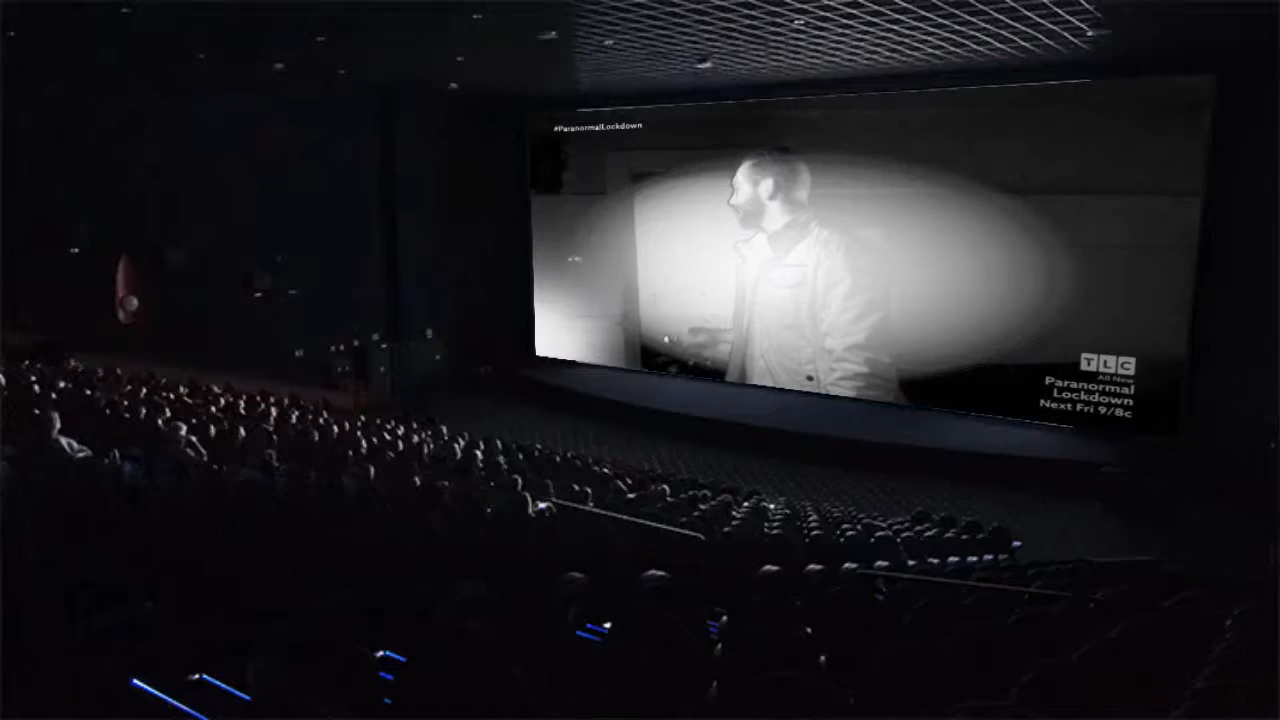 #ParanormalLockdown
TLC
All New
Paranormal
Lockdown
Next Fri 9/8c